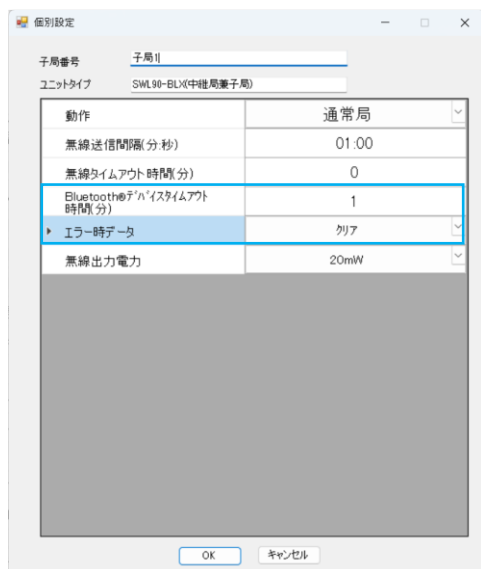 個別設定
子局番号 子局1
ユニットタイプ SWL90-BLX(中継局兼子局)
動作 通常局
無線送信間隔(分:秒) 01:00
無線タイムアウト時間(分) 0
Bluetooth®ﾃﾞﾊﾞｲｽﾀｲﾑｱｳﾄ
時間(分) 1
エラー時データ クリア
無線出力電力 20mW
OK キャンセル